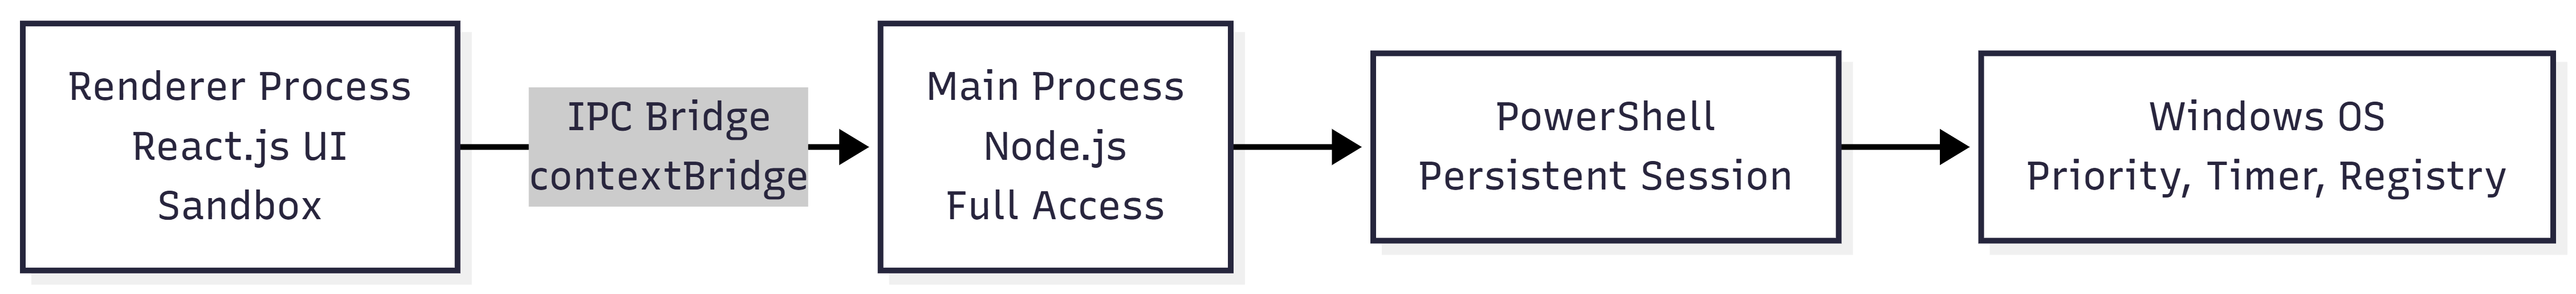 Renderer Process
React.js UI
Sandbox
IPC Bridge
contextBridge
Main Process
Node.js
Full Access
PowerShell
Persistent Session
Windows OS
Priority, Timer, Registry